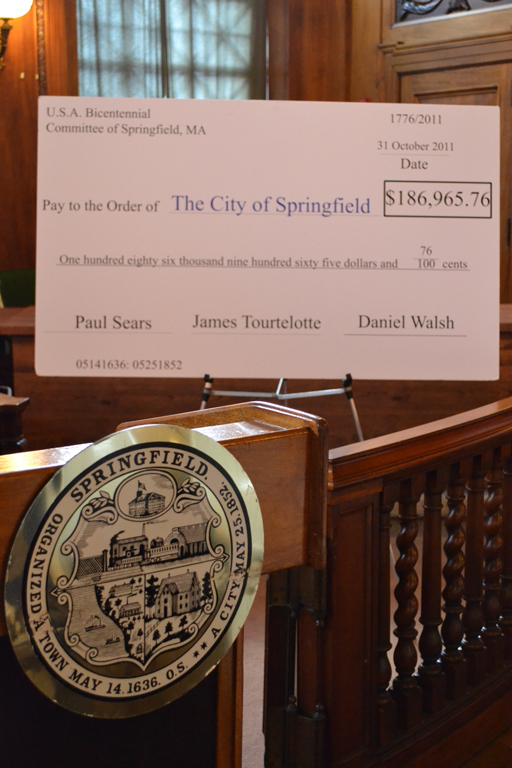 U.S.A. Bicentennial
Committee of Springfield, MA
1776/2011
31 October 2011
Date
Pay to the Order of The City of Springfield $186,965.76
One hundred eighty six thousand nine hundred sixty five dollars and 76/100 cents
Paul Sears James Tourtelotte Daniel Walsh
05141636: 05251852
SPRINGFIELD.
ORGANIZED A TOWN MAY 14.1636. O.S. ** A CITY MAY 25.1852.